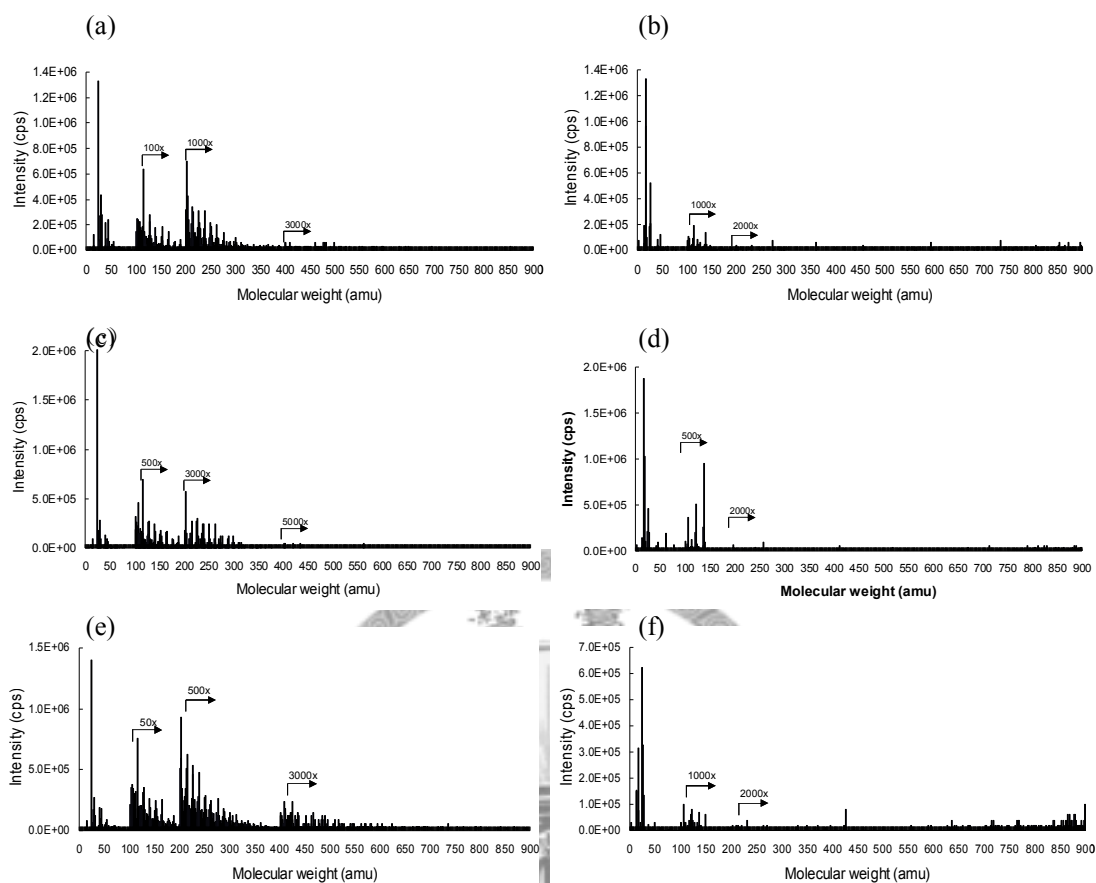 (a)
1.4E+06
1.2E+06
1.0E+06
8.0E+05
6.0E+05
4.0E+05
2.0E+05
0.0E+00
Intensity (cps)
100x
1000x
3000x
0 50 100 150 200 250 300 350 400 450 500 550 600 650 700 750 800 850 900
Molecular weight (amu)
(b)
1.4E+06
1.2E+06
1.0E+06
8.0E+05
6.0E+05
4.0E+05
2.0E+05
0.0E+00
Intensity (cps)
1000x
2000x
0 50 100 150 200 250 300 350 400 450 500 550 600 650 700 750 800 850 900
Molecular weight (amu)
(c)
2.0E+06
1.5E+06
1.0E+06
5.0E+05
0.0E+00
Intensity (cps)
500x
3000x
5000x
0 50 100 150 200 250 300 350 400 450 500 550 600 650 700 750 800 850 900
Molecular weight (amu)
(d)
2.0E+06
1.5E+06
1.0E+06
5.0E+05
0.0E+00
Intensity (cps)
500x
2000x
0 50 100 150 200 250 300 350 400 450 500 550 600 650 700 750 800 850 900
Molecular weight (amu)
(e)
1.5E+06
1.0E+06
5.0E+05
0.0E+00
Intensity (cps)
50x
500x
3000x
0 50 100 150 200 250 300 350 400 450 500 550 600 650 700 750 800 850 900
Molecular weight (amu)
(f)
7.0E+05
6.0E+05
5.0E+05
4.0E+05
3.0E+05
2.0E+05
1.0E+05
0.0E+00
Intensity (cps)
1000x
2000x
0 50 100 150 200 250 300 350 400 450 500 550 600 650 700 750 800 850 900
Molecular weight (amu)